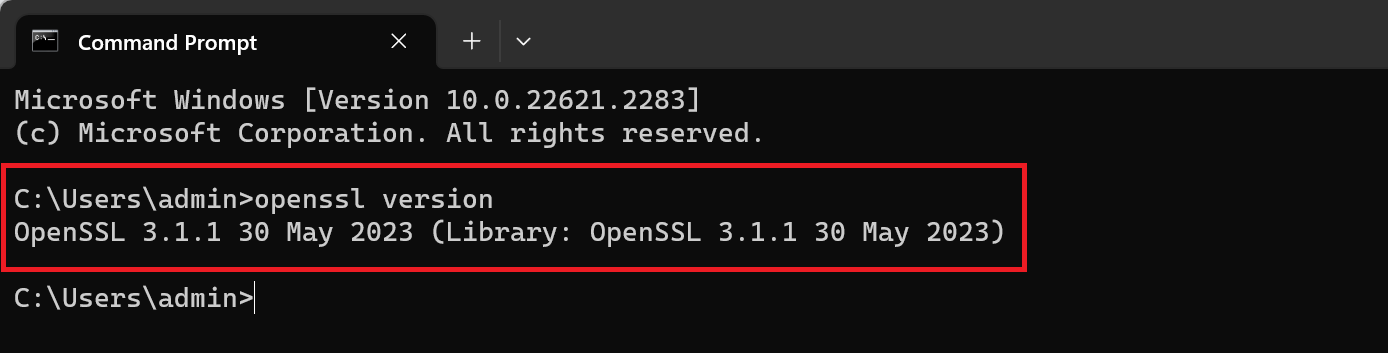 Command Prompt
Microsoft Windows [Version 10.0.22621.2283]
(c) Microsoft Corporation. All rights reserved.
C:\Users\admin>openssl version
OpenSSL 3.1.1 30 May 2023 (Library: OpenSSL 3.1.1 30 May 2023)
C:\Users\admin>